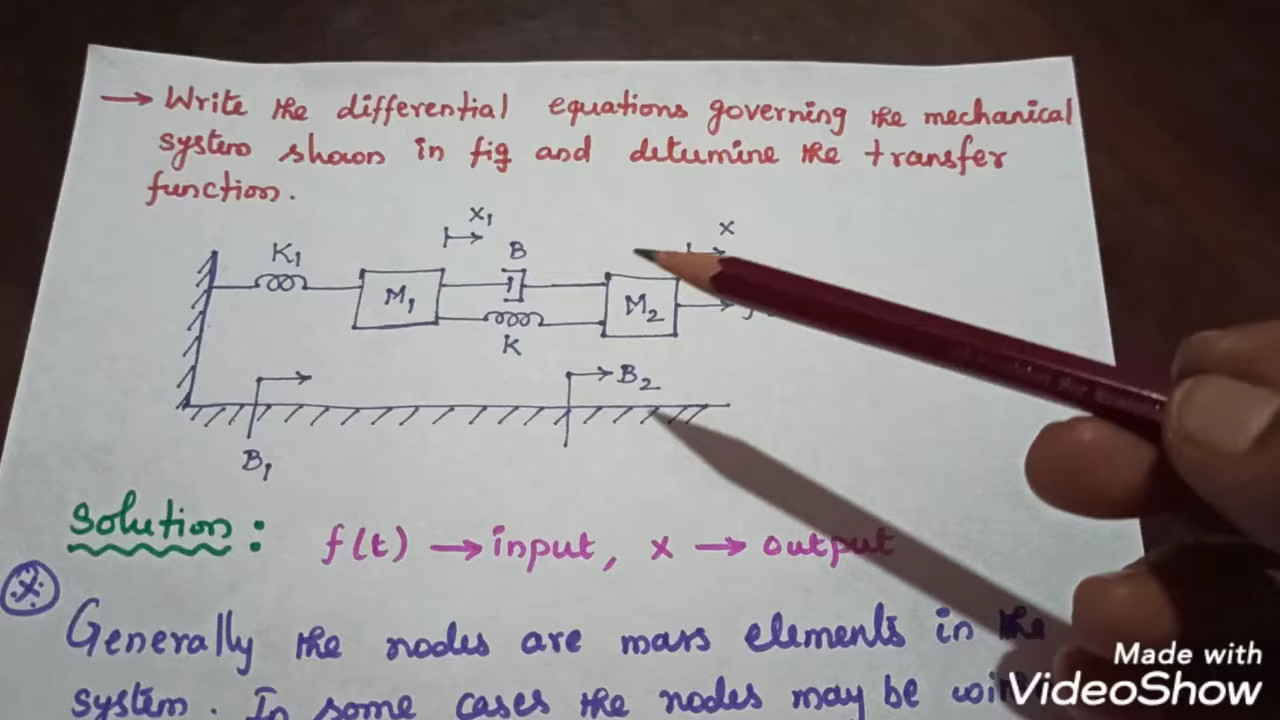 → Write the differential equations governing the mechanical
system shown in fig and detumine the transfer
function.
X1
X
K1
B
M1
M2
K
B2
B1
Solution:
f(t) → input, x → output
Generally the nodes are mass elements in the
system. In some cases the nodes may be
Made with
VideoShow